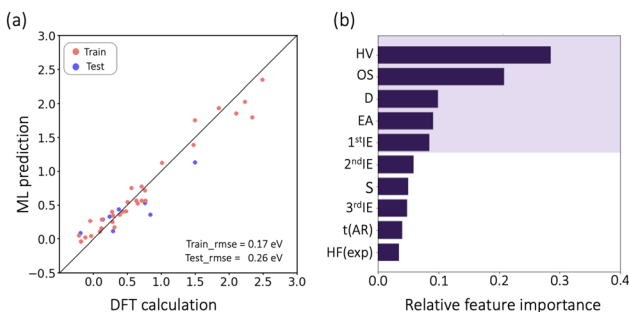 (a)
3.0
2.5
2.0
1.5
1.0
0.5
0.0
−0.5
ML prediction
Train
Test
Train_rmse = 0.17 eV
Test_rmse = 0.26 eV
0.0 0.5 1.0 1.5 2.0 2.5 3.0
DFT calculation
(b)
HV
OS
D
EA
1stIE
2ndIE
S
3rdIE
t(AR)
HF(exp)
0.0 0.1 0.2 0.3 0.4
Relative feature importance